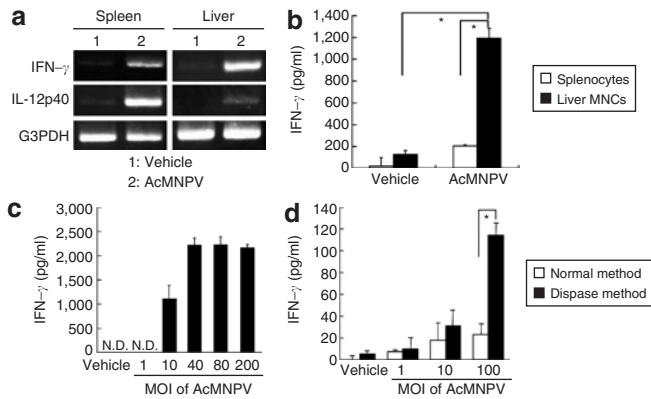 a
Spleen Liver
1 2 1 2
IFN–γ
IL-12p40
G3PDH
1: Vehicle
2: AcMNPV
b
IFN–γ (pg/ml)
1,400
1,200
1,000
800
600
400
200
0
* *
Vehicle AcMNPV
Splenocytes
Liver MNCs
c
IFN–γ (pg/ml)
3,000
2,500
2,000
1,500
1,000
500
0
N.D. N.D.
Vehicle 1 10 40 80 200
MOI of AcMNPV
d
IFN–γ (pg/ml)
140
120
100
80
60
40
20
0
*
Vehicle 1 10 100
MOI of AcMNPV
Normal method
Dispase method